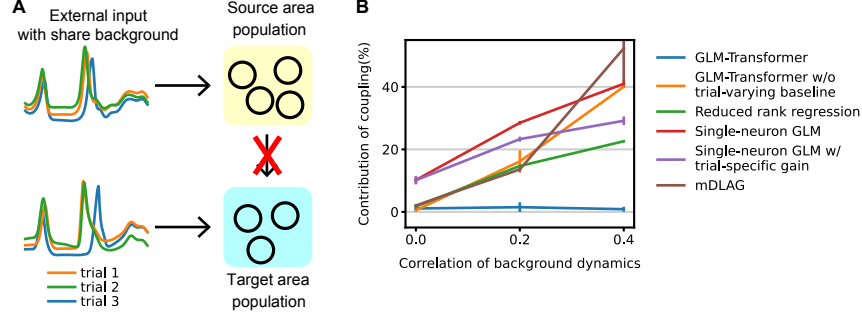 A
External input
with share background
Source area
population
trial 1
trial 2
trial 3
Target area
population
B
Contribution of coupling(%)
40
20
0
0.0
0.2
0.4
Correlation of background dynamics
GLM-Transformer
GLM-Transformer w/o
trial-varying baseline
Reduced rank regression
Single-neuron GLM
Single-neuron GLM w/
trial-specific gain
mDLAG